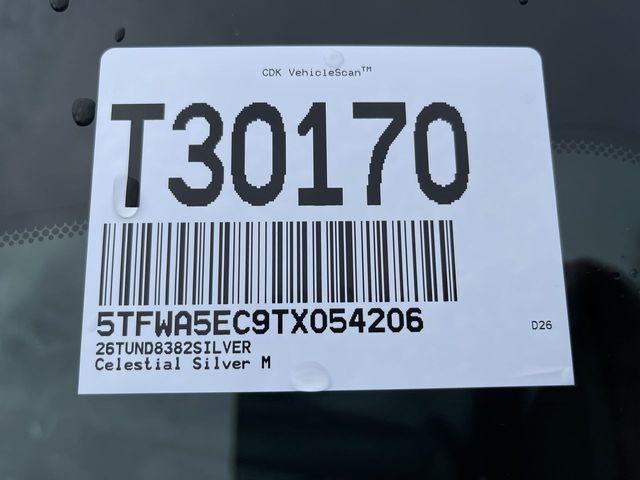 CDK VehicleScan™
T30170
5TFWA5EC9TX054206
D26
26TUND8382SILVER
Celestial Silver M